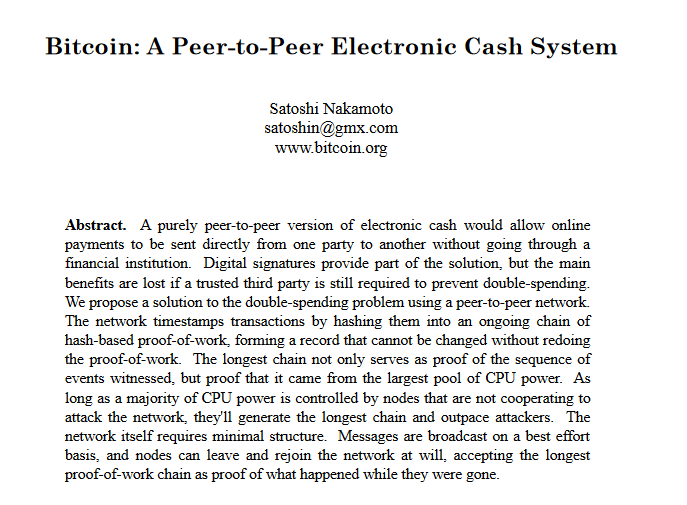 Bitcoin: A Peer-to-Peer Electronic Cash System
Satoshi Nakamoto
satoshin@gmx.com
www.bitcoin.org
Abstract. A purely peer-to-peer version of electronic cash would allow online
payments to be sent directly from one party to another without going through a
financial institution. Digital signatures provide part of the solution, but the main
benefits are lost if a trusted third party is still required to prevent double-spending.
We propose a solution to the double-spending problem using a peer-to-peer network.
The network timestamps transactions by hashing them into an ongoing chain of
hash-based proof-of-work, forming a record that cannot be changed without redoing
the proof-of-work. The longest chain not only serves as proof of the sequence of
events witnessed, but proof that it came from the largest pool of CPU power. As
long as a majority of CPU power is controlled by nodes that are not cooperating to
attack the network, they'll generate the longest chain and outpace attackers. The
network itself requires minimal structure. Messages are broadcast on a best effort
basis, and nodes can leave and rejoin the network at will, accepting the longest
proof-of-work chain as proof of what happened while they were gone.